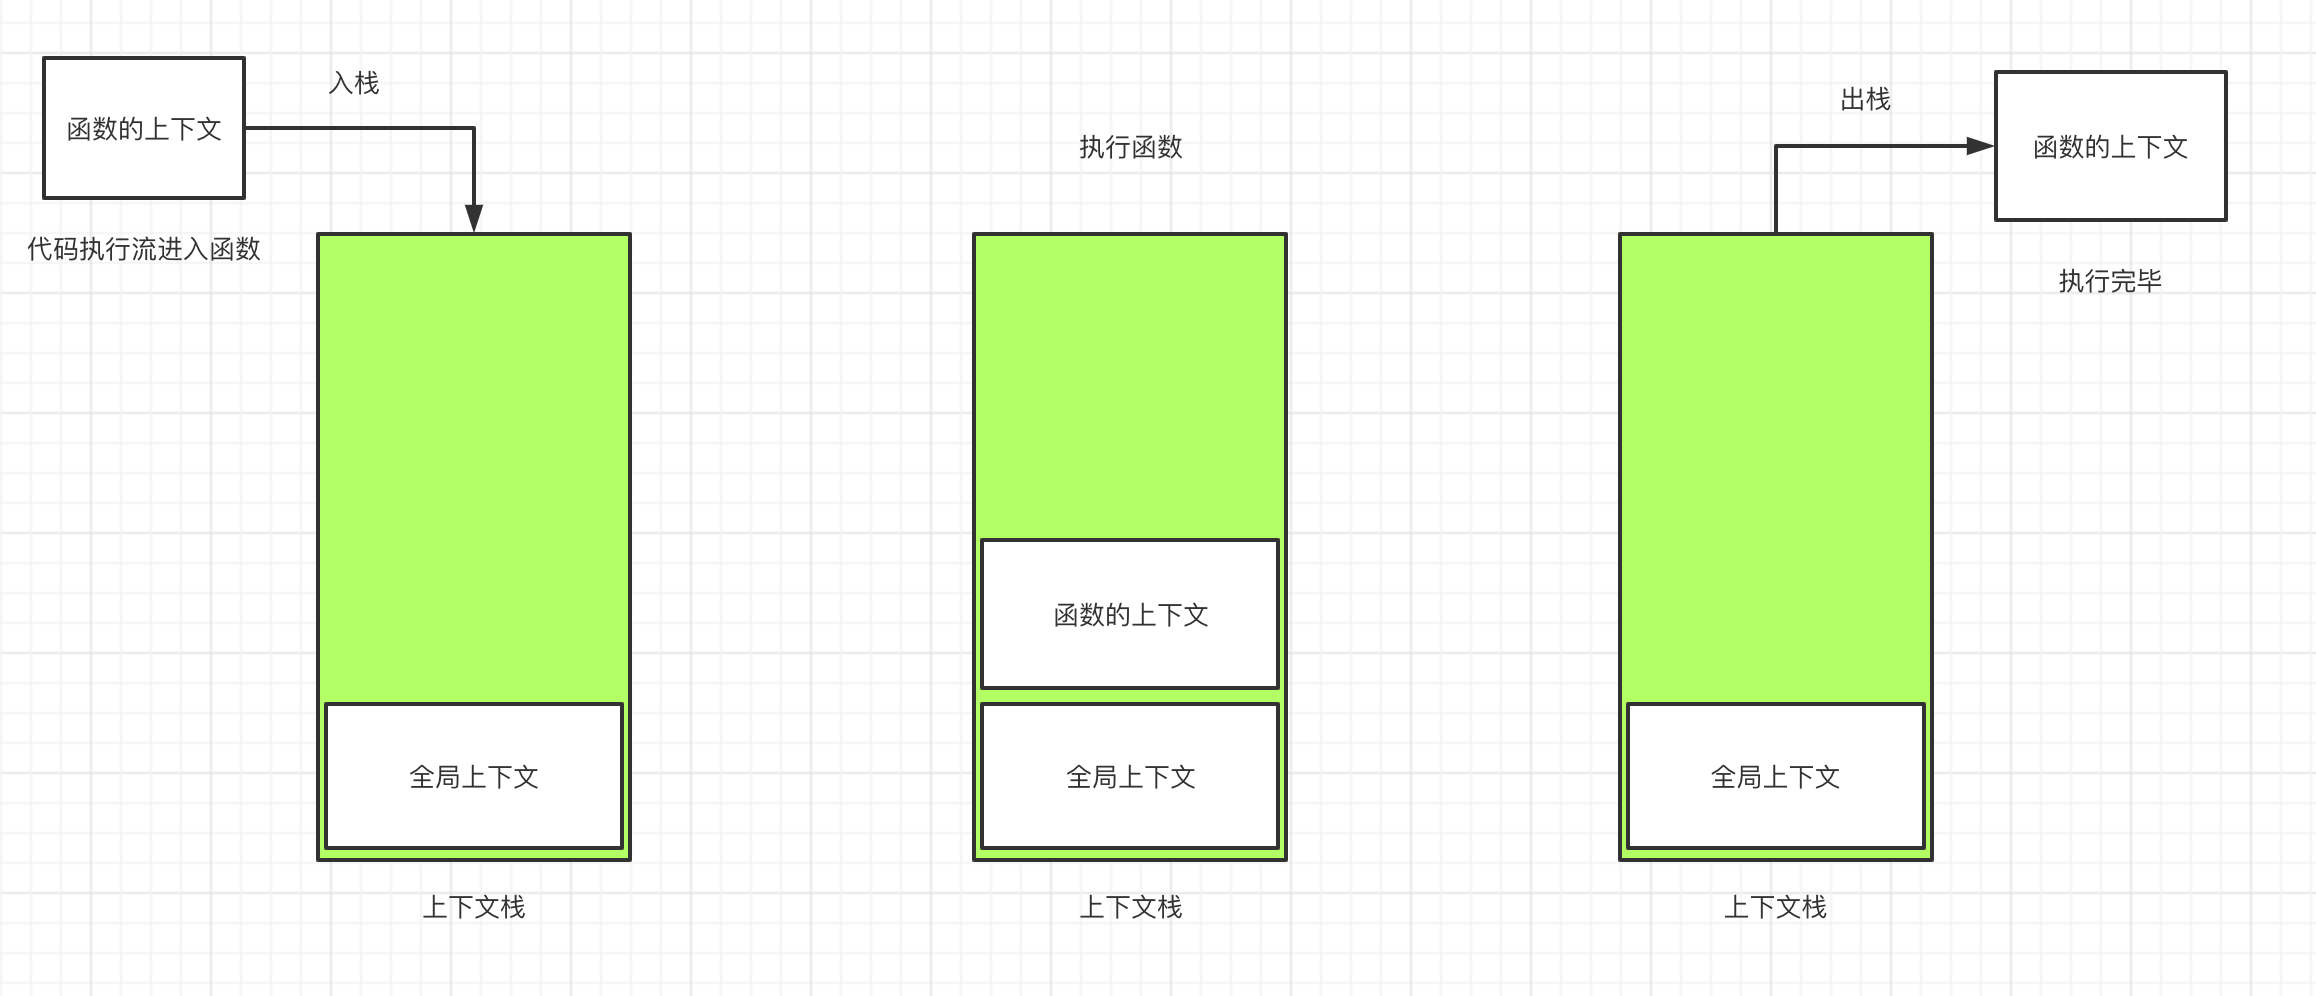 函数的上下文
入栈
代码执行流进入函数
全局上下文
上下文栈
执行函数
函数的上下文
全局上下文
上下文栈
出栈
函数的上下文
执行完毕
全局上下文
上下文栈